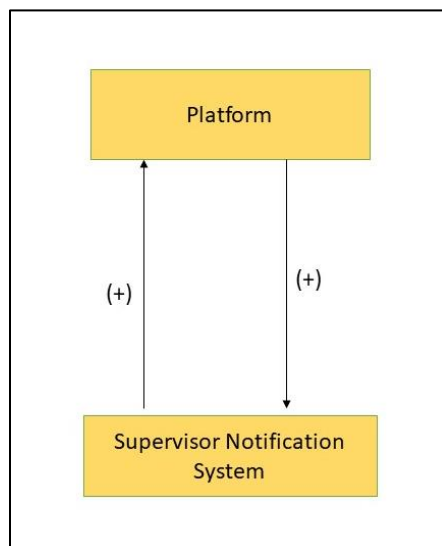 Platform
(+)
(+)
Supervisor Notification
System